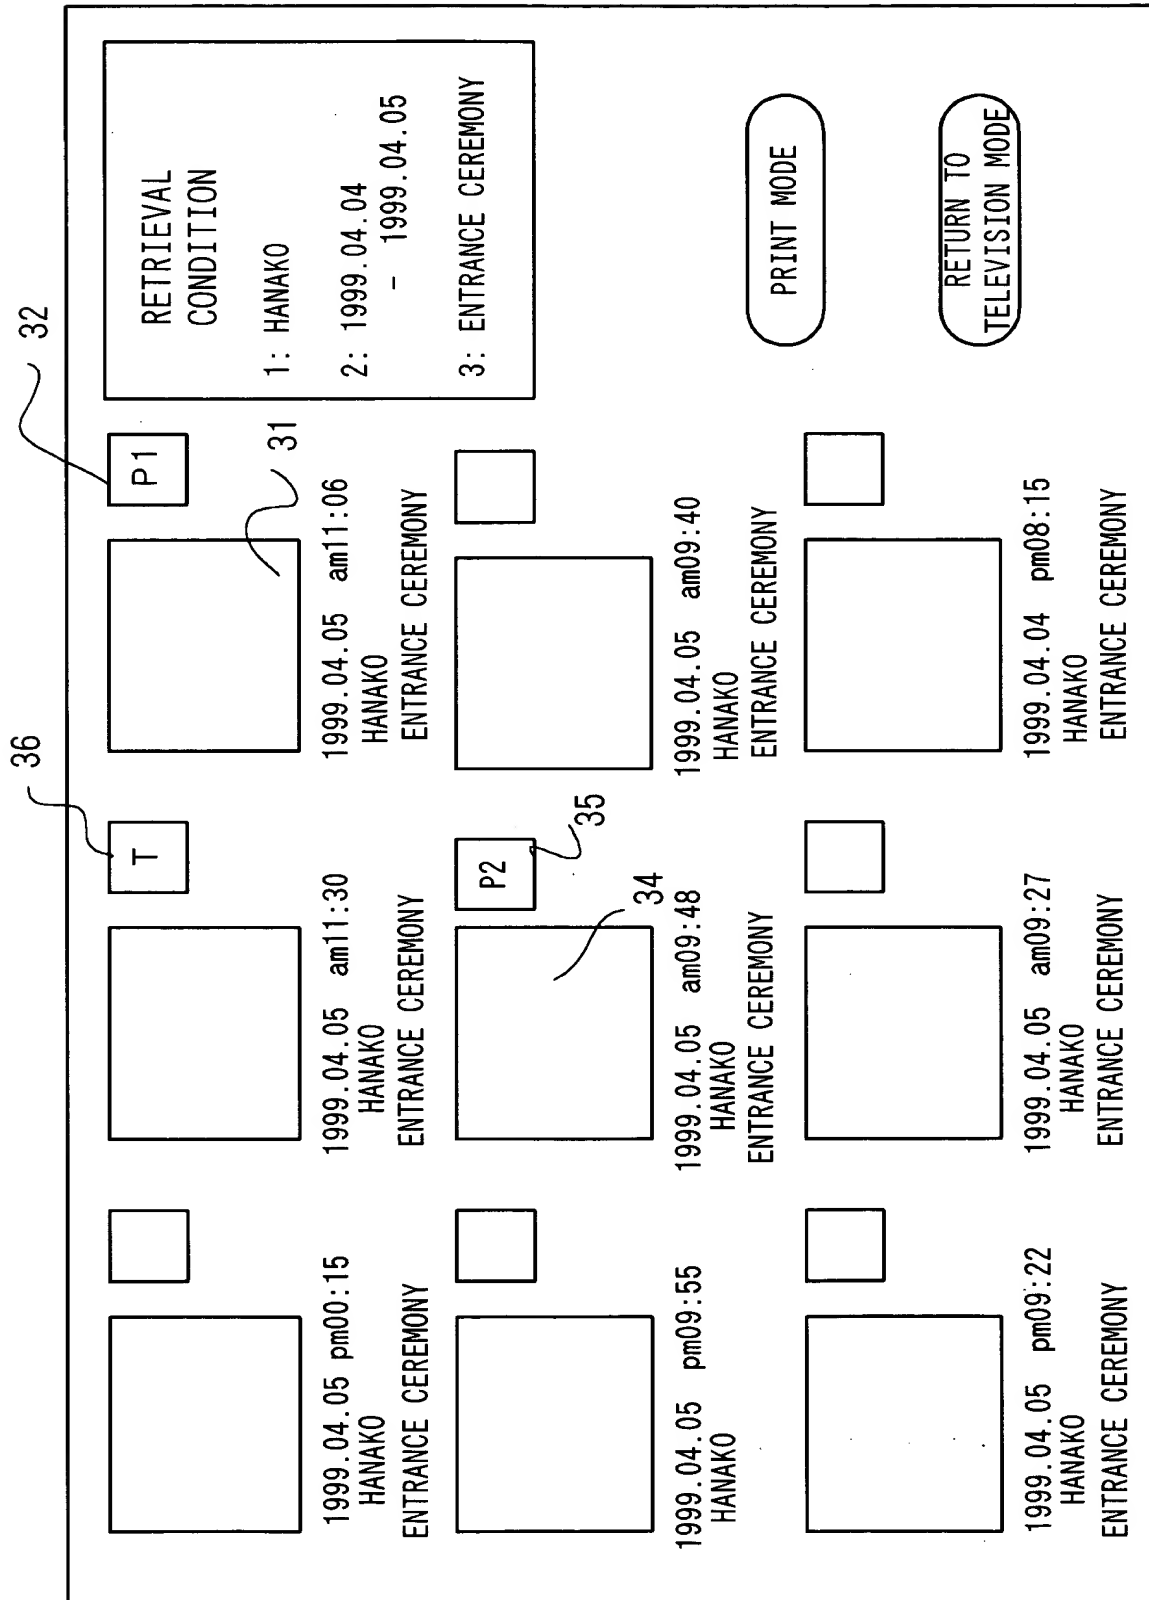 36
32
T
P1
31
1999.04.05 pm00:15
HANAKO
ENTRANCE CEREMONY
1999.04.05 am11:30
HANAKO
ENTRANCE CEREMONY
1999.04.05 am11:06
HANAKO
ENTRANCE CEREMONY
RETRIEVAL
CONDITION
1: HANAKO
2: 1999.04.04
- 1999.04.05
3: ENTRANCE CEREMONY
P2
35
34
1999.04.05 pm09:55
HANAKO
1999.04.05 am09:48
HANAKO
ENTRANCE CEREMONY
1999.04.05 am09:40
HANAKO
ENTRANCE CEREMONY
PRINT MODE
1999.04.05 pm09:22
HANAKO
ENTRANCE CEREMONY
1999.04.05 am09:27
HANAKO
ENTRANCE CEREMONY
1999.04.04 pm08:15
HANAKO
ENTRANCE CEREMONY
RETURN TO
TELEVISION MODE